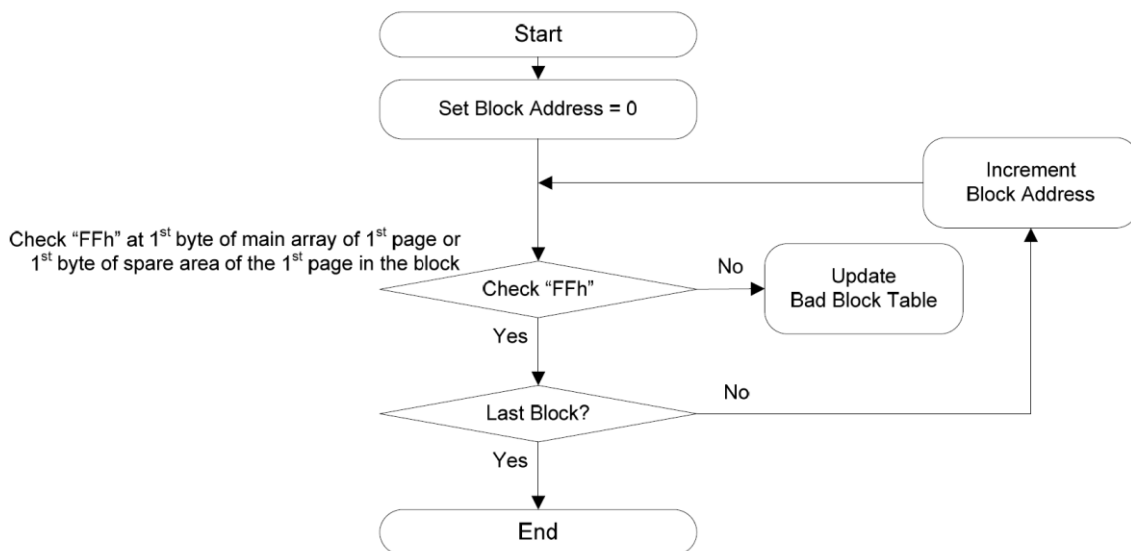 Start
Set Block Address = 0
Increment
Block Address
Check “FFh” at 1st byte of main array of 1st page or
1st byte of spare area of the 1st page in the block
Check “FFh”
No
Update
Bad Block Table
Yes
Last Block?
No
Yes
End